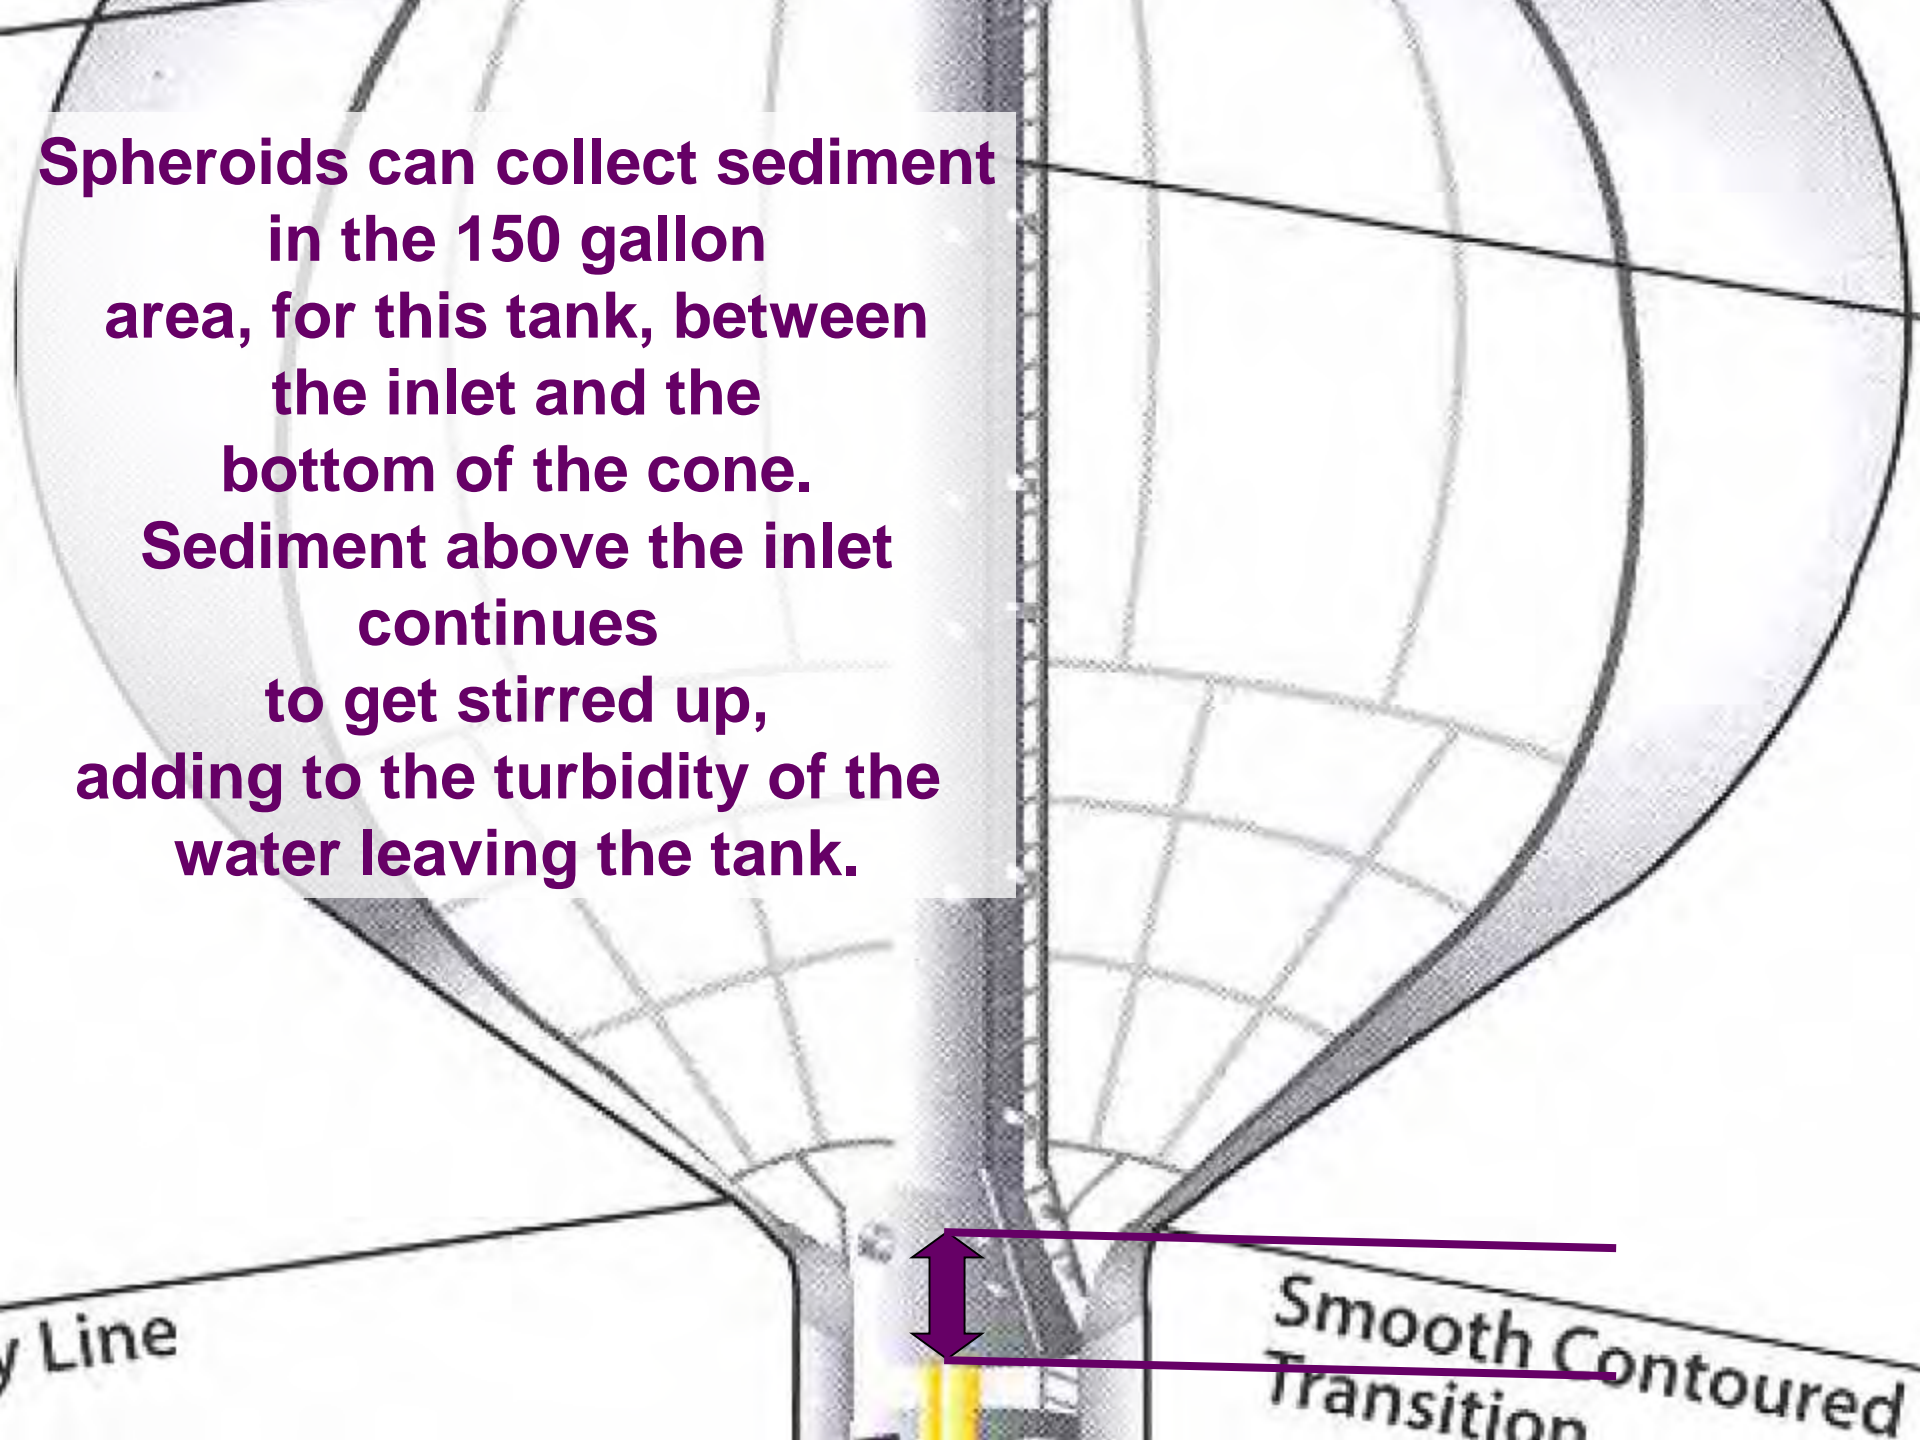 Spheroids can collect sediment
in the 150 gallon
area, for this tank, between
the inlet and the
bottom of the cone.
Sediment above the inlet
continues
to get stirred up,
adding to the turbidity of the
water leaving the tank.
y Line
Smooth Contoured
Transition